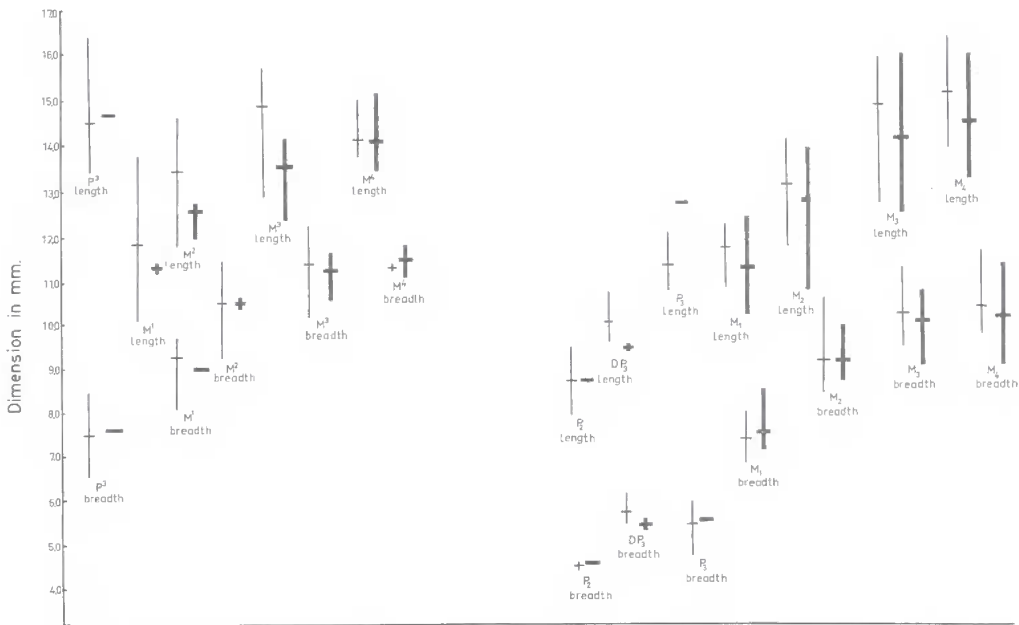 Dimension in mm.
17,0
16,0
15,0
14,0
13,0
12,0
11,0
10,0
9,0
8,0
7,0
6,0
5,0
4,0
P³
length
M¹
length
M²
length
M³
length
M⁴
length
P³
breadth
M¹
breadth
M²
breadth
M³
breadth
M⁴
breadth
P₂
length
DP₃
length
P₃
length
M₁
length
M₂
length
M₃
length
M₄
length
P₂
breadth
DP₃
breadth
P₃
breadth
M₁
breadth
M₂
breadth
M₃
breadth
M₄
breadth